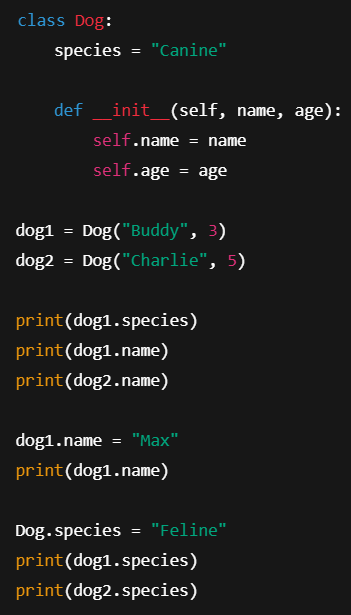 class Dog:
    species = "Canine"

    def __init__(self, name, age):
        self.name = name
        self.age = age

dog1 = Dog("Buddy", 3)
dog2 = Dog("Charlie", 5)

print(dog1.species)
print(dog1.name)
print(dog2.name)

dog1.name = "Max"
print(dog1.name)

Dog.species = "Feline"
print(dog1.species)
print(dog2.species)